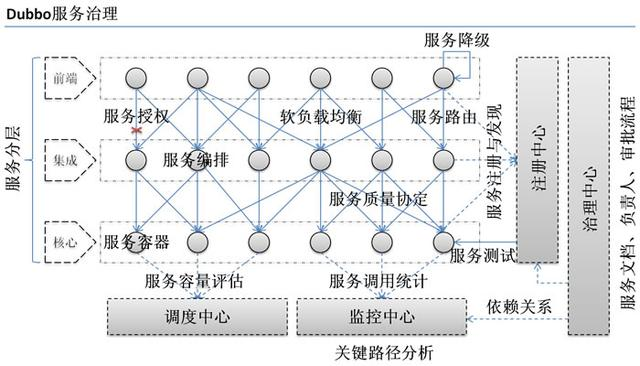 Dubbo服务治理
服务降级
前端
服务授权
软负载均衡
服务路由
服务分层
集成
服务编排
服务注册与发现
注册中心
治理中心
服务文档、负责人、审批流程
服务质量协定
核心
服务容器
服务测试
服务容量评估
服务调用统计
调度中心
监控中心
依赖关系
关键路径分析